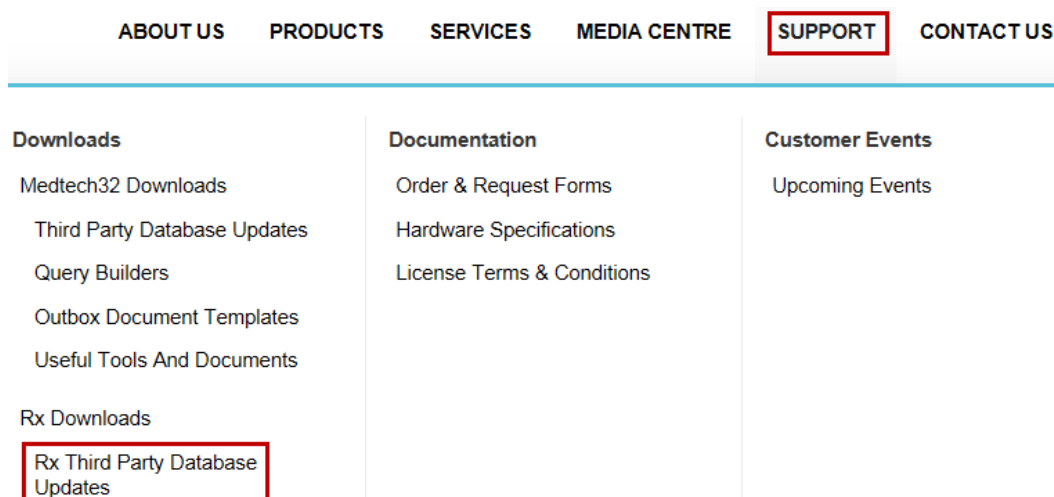 ABOUT US PRODUCTS SERVICES MEDIA CENTRE SUPPORT CONTACT US
Downloads
Medtech32 Downloads
Third Party Database Updates
Query Builders
Outbox Document Templates
Useful Tools And Documents
Rx Downloads
Rx Third Party Database
Updates
Documentation
Order & Request Forms
Hardware Specifications
License Terms & Conditions
Customer Events
Upcoming Events